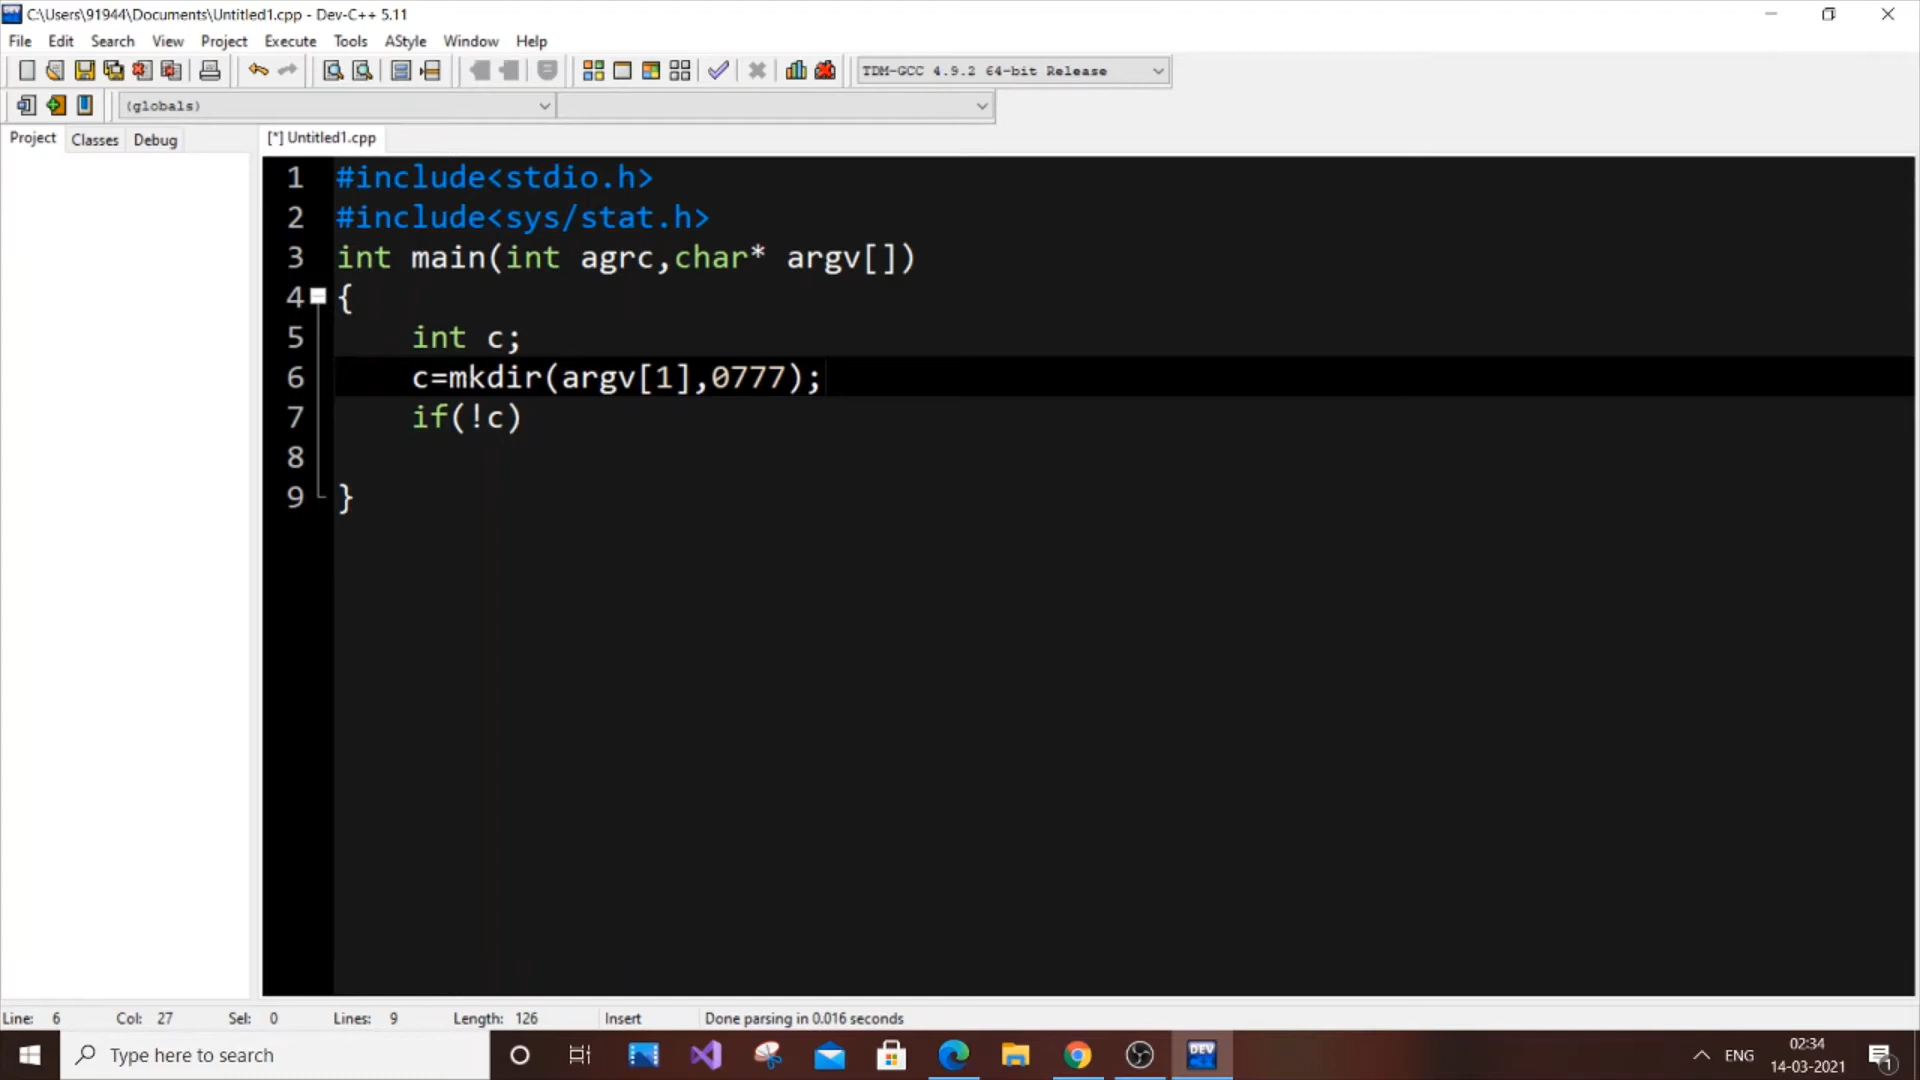 C:\Users\91944\Documents\Untitled1.cpp - Dev-C++ 5.11
File Edit Search View Project Execute Tools AStyle Window Help
TDM-GCC 4.9.2 64-bit Release
(globals)
Project Classes Debug
[*] Untitled1.cpp
1 #include<stdio.h>
2 #include<sys/stat.h>
3 int main(int agrc,char* argv[])
4 {
5 int c;
6 c=mkdir(argv[1],0777);
7 if(!c)
8
9 }
Line: 6 Col: 27 Sel: 0 Lines: 9 Length: 126 Insert Done parsing in 0.016 seconds
Type here to search
DEV
ENG
02:34
14-03-2021
1